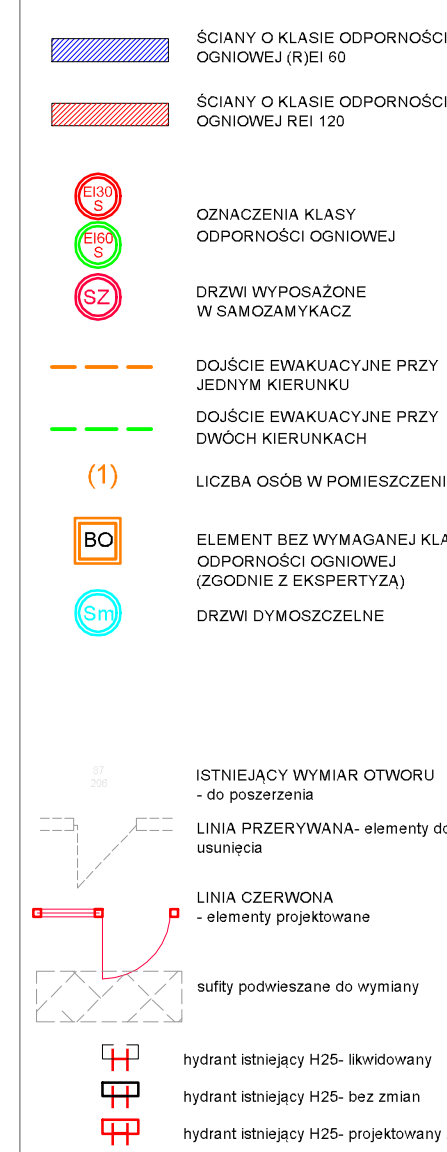 ŚCIANY O KLASIE ODPORNOŚCI
OGNIOWEJ (R)EI 60
ŚCIANY O KLASIE ODPORNOŚCI
OGNIOWEJ REI 120
EI30
S
EI60
S
OZNACZENIA KLASY
ODPORNOŚCI OGNIOWEJ
SZ
DRZWI WYPOSAŻONE
W SAMOZAMYKACZ
DOJŚCIE EWAKUACYJNE PRZY
JEDNYM KIERUNKU
DOJŚCIE EWAKUACYJNE PRZY
DWÓCH KIERUNKACH
(1)
LICZBA OSÓB W POMIESZCZENI
BO
ELEMENT BEZ WYMAGANEJ KLA
ODPORNOŚCI OGNIOWEJ
(ZGODNIE Z EKSPERTYZĄ)
Sm
DRZWI DYMOSZCZELNE
ISTNIEJĄCY WYMIAR OTWORU
- do poszerzenia
LINIA PRZERYWANA- elementy do
usunięcia
LINIA CZERWONA
- elementy projektowane
sufity podwieszane do wymiany
hydrant istniejący H25- likwidowany
hydrant istniejący H25- bez zmian
hydrant istniejący H25- projektowany